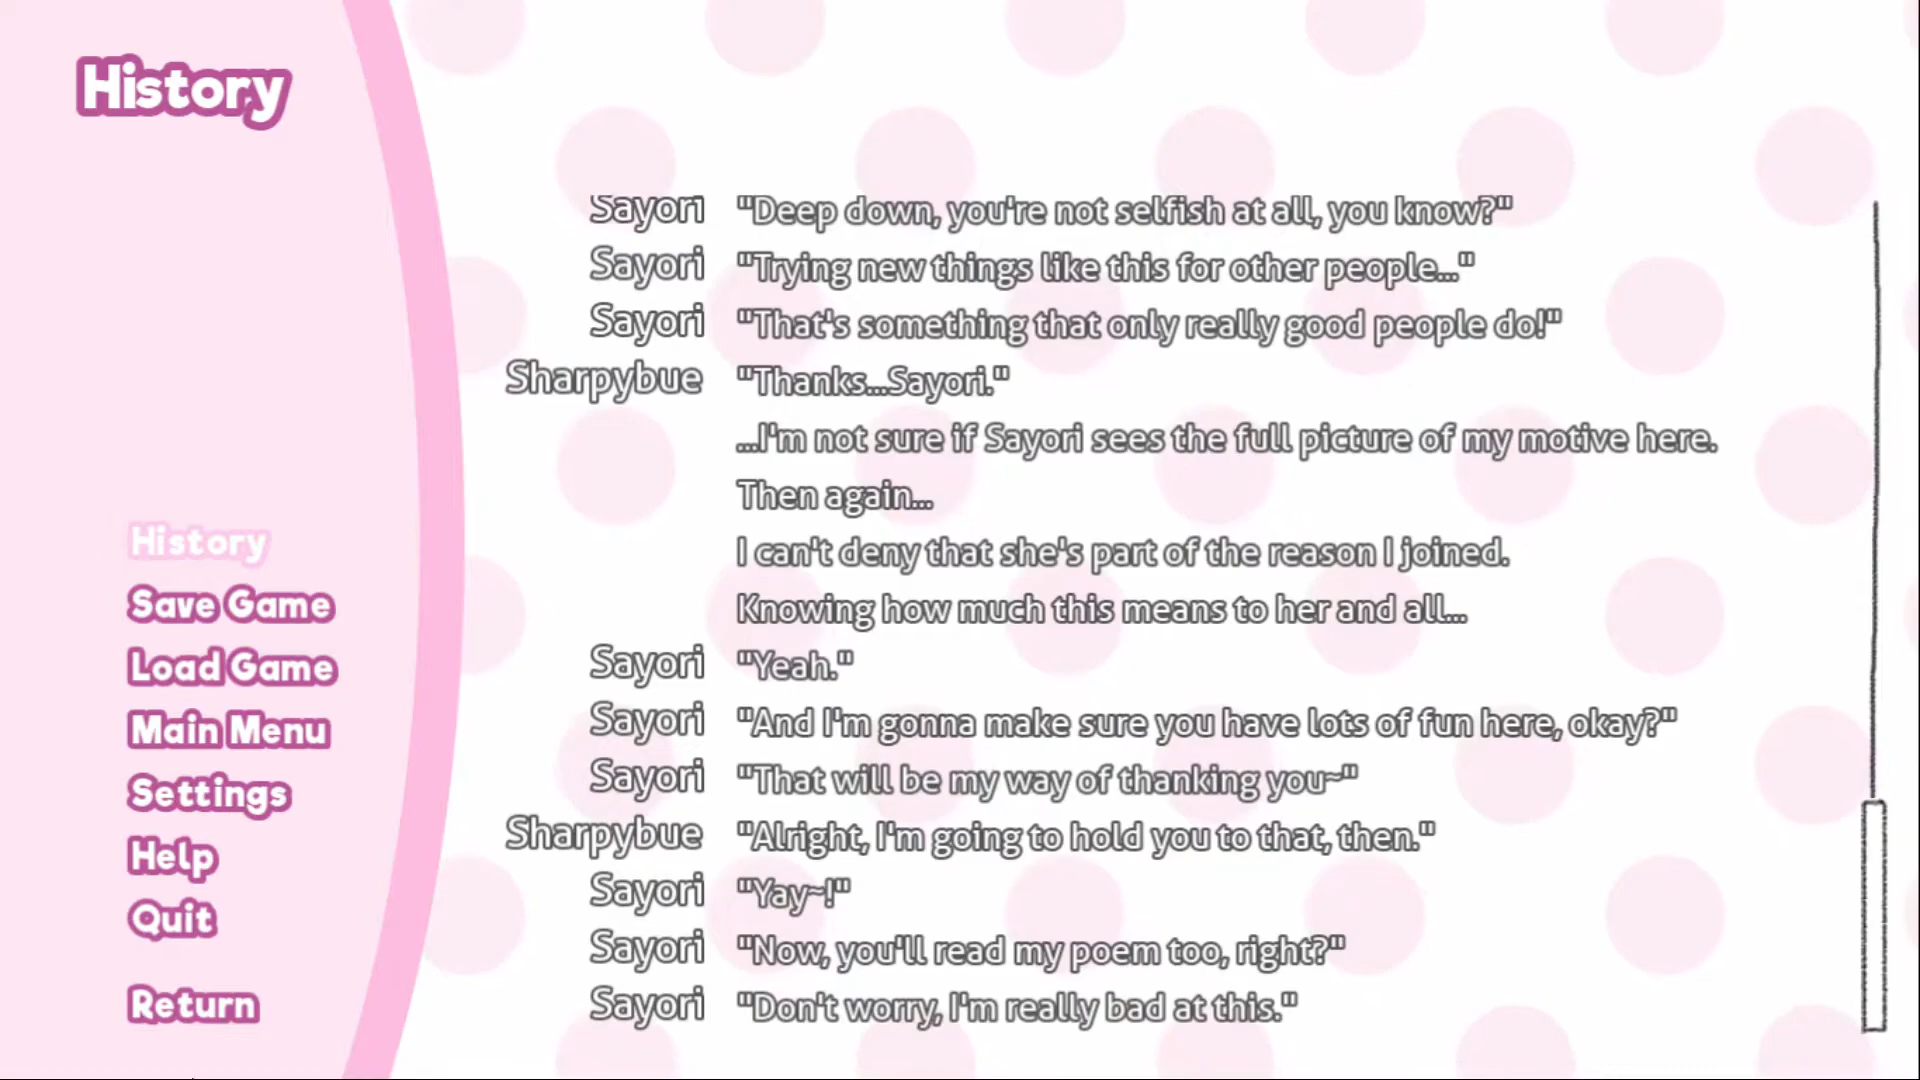 History
Sayori "Deep down, you're not selfish at all, you know?"
Sayori "Trying new things like this for other people..."
Sayori "That's something that only really good people do!"
Sharpybue "Thanks...Sayori."
...I'm not sure if Sayori sees the full picture of my motive here.
Then again...
I can't deny that she's part of the reason I joined.
Knowing how much this means to her and all...
Sayori "Yeah."
Sayori "And I'm gonna make sure you have lots of fun here, okay?"
Sayori "That will be my way of thanking you~"
Sharpybue "Alright, I'm going to hold you to that, then."
Sayori "Yay~!"
Sayori "Now, you'll read my poem too, right?"
Sayori "Don't worry, I'm really bad at this."
History
Save Game
Load Game
Main Menu
Settings
Help
Quit
Return